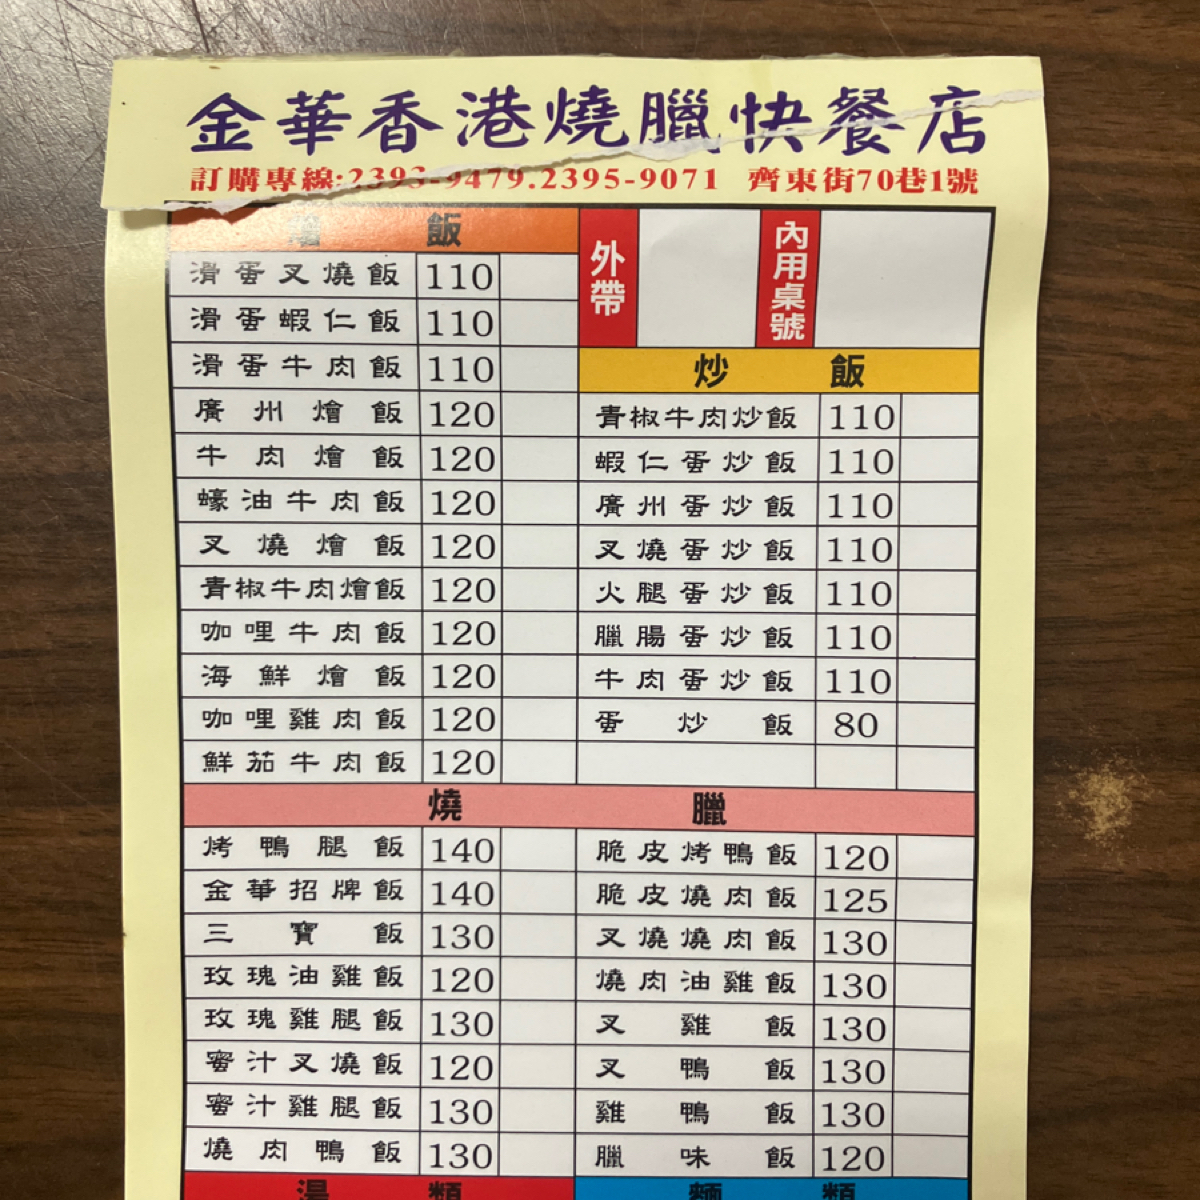 金華香港燒臘快餐店
訂購專線:2393-9479.2395-9071 齊東街70巷1號
燴飯
滑蛋叉燒飯 110
滑蛋蝦仁飯 110
滑蛋牛肉飯 110
廣州燴飯 120
牛肉燴飯 120
蠔油牛肉飯 120
叉燒燴飯 120
青椒牛肉燴飯 120
咖哩牛肉飯 120
海鮮燴飯 120
咖哩雞肉飯 120
鮮茄牛肉飯 120
外帶
內用桌號
炒飯
青椒牛肉炒飯 110
蝦仁蛋炒飯 110
廣州蛋炒飯 110
叉燒蛋炒飯 110
火腿蛋炒飯 110
臘腸蛋炒飯 110
牛肉蛋炒飯 110
蛋炒飯 80
燒臘
烤鴨腿飯 140
金華招牌飯 140
三寶飯 130
玫瑰油雞飯 120
玫瑰雞腿飯 130
蜜汁叉燒飯 120
蜜汁雞腿飯 130
燒肉鴨飯 130
脆皮烤鴨飯 120
脆皮燒肉飯 125
叉燒燒肉飯 130
燒肉油雞飯 130
叉雞飯 130
叉鴨飯 130
雞鴨飯 130
臘味飯 120
湯類
麵類